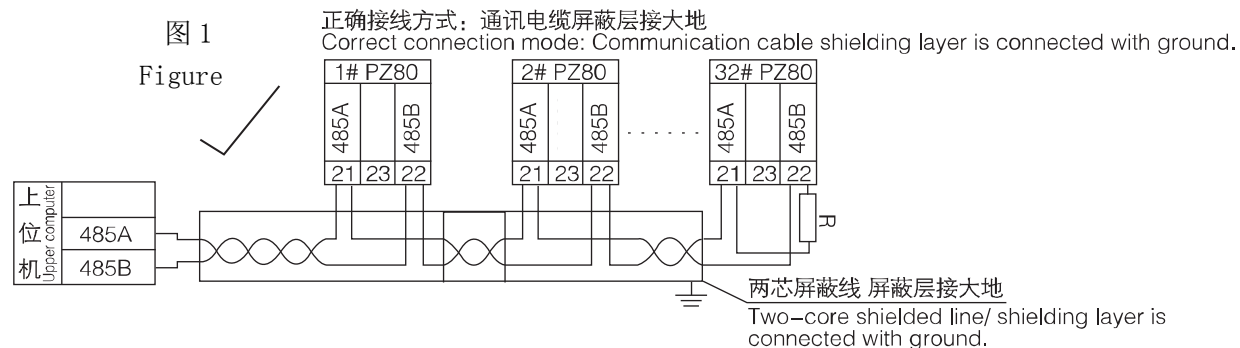 图 1
Figure
正确接线方式：通讯电缆屏蔽层接大地
Correct connection mode: Communication cable shielding layer is connected with ground.
1# PZ80
485A
485B
21 23 22
2# PZ80
485A
485B
21 23 22
32# PZ80
485A
485B
21 23 22
R
上位机
Upper computer
485A
485B
两芯屏蔽线 屏蔽层接大地
Two-core shielded line/ shielding layer is
connected with ground.